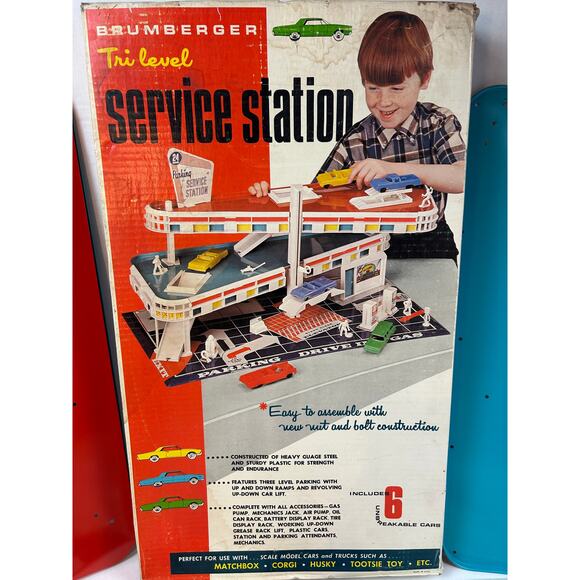 BRUMBERGER
Tri level
service station
24
Parking
SERVICE
STATION
EXIT
PARKING DRIVE IN GAS
*Easy to assemble with
new nut and bolt construction
..... CONSTRUCTED OF HEAVY GUAGE STEEL
AND STURDY PLASTIC FOR STRENGTH
AND ENDURANCE
..... FEATURES THREE LEVEL PARKING WITH
UP AND DOWN RAMPS AND REVOLVING
UP-DOWN CAR LIFT.
..... COMPLETE WITH ALL ACCESSORIES—GAS
PUMP, MECHANICS JACK, AIR PUMP, OIL
CAN RACK, BATTERY DISPLAY RACK, TIRE
DISPLAY RACK, WORKING UP-DOWN
GREASE RACK LIFT, PLASTIC CARS,
STATION AND PARKING ATTENDANTS,
MECHANICS.
INCLUDES 6
UNBREAKABLE CARS
PERFECT FOR USE WITH . . . SCALE MODEL CARS and TRUCKS SUCH AS . . . .
MATCHBOX • CORGI • HUSKY • TOOTSIE TOY • ETC.